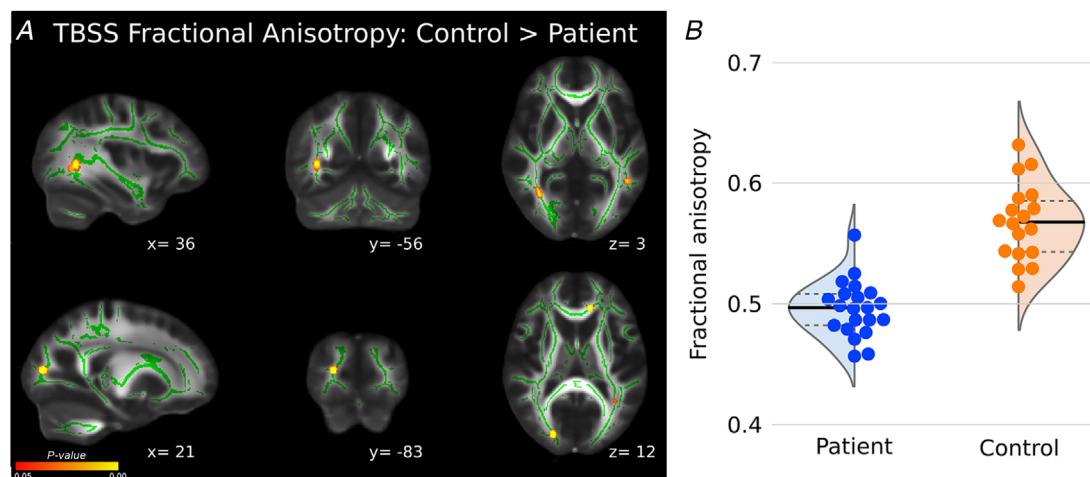 A TBSS Fractional Anisotropy: Control > Patient
x= 36
y= -56
z= 3
x= 21
y= -83
z= 12
P-value
0.05
0.00
B
0.7
0.6
0.5
0.4
Fractional anisotropy
Patient
Control